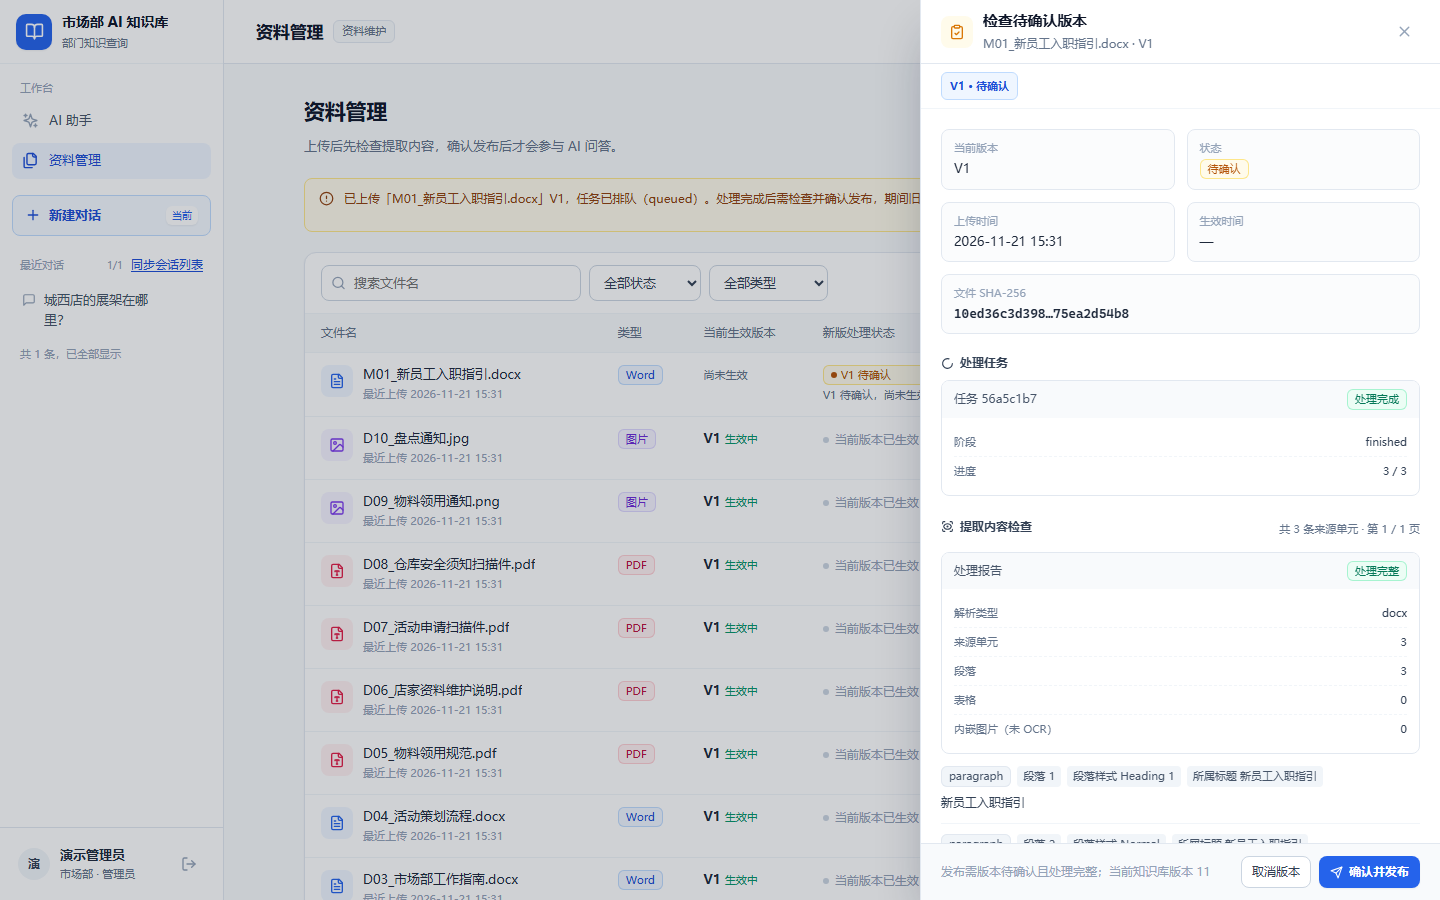 市场部 AI 知识库
部门知识查询
工作台
AI 助手
资料管理
新建对话 当前
最近对话 1/1 同步会话列表
城西店的展架在哪
里?
共 1 条，已全部显示
演 演示管理员
市场部 · 管理员
资料管理 资料维护
资料管理
上传后先检查提取内容，确认发布后才会参与 AI 问答。
已上传「M01_新员工入职指引.docx」V1，任务已排队（queued）。处理完成后需检查并确认发布，期间旧
搜索文件名 全部状态 全部类型
文件名 类型 当前生效版本 新版处理状态
M01_新员工入职指引.docx Word 尚未生效 V1 待确认
最近上传 2026-11-21 15:31 V1 待确认，尚未生
D10_盘点通知.jpg 图片 V1 生效中 当前版本已生效
最近上传 2026-11-21 15:31
D09_物料领用通知.png 图片 V1 生效中 当前版本已生效
最近上传 2026-11-21 15:31
D08_仓库安全须知扫描件.pdf PDF V1 生效中 当前版本已生效
最近上传 2026-11-21 15:31
D07_活动申请扫描件.pdf PDF V1 生效中 当前版本已生效
最近上传 2026-11-21 15:31
D06_店家资料维护说明.pdf PDF V1 生效中 当前版本已生效
最近上传 2026-11-21 15:31
D05_物料领用规范.pdf PDF V1 生效中 当前版本已生效
最近上传 2026-11-21 15:31
D04_活动策划流程.docx Word V1 生效中 当前版本已生效
最近上传 2026-11-21 15:31
D03_市场部工作指南.docx Word V1 生效中 当前版本已生效
检查待确认版本
M01_新员工入职指引.docx · V1
V1 • 待确认
当前版本
V1
状态
待确认
上传时间
2026-11-21 15:31
生效时间
—
文件 SHA-256
10ed36c3d398…75ea2d54b8
处理任务
任务 56a5c1b7 处理完成
阶段 finished
进度 3 / 3
提取内容检查 共 3 条来源单元 · 第 1 / 1 页
处理报告 处理完整
解析类型 docx
来源单元 3
段落 3
表格 0
内嵌图片（未 OCR） 0
paragraph 段落 1 段落样式 Heading 1 所属标题 新员工入职指引
新员工入职指引
paragraph 段落 2 段落样式 Normal 所属标题 新员工入职指引
发布需版本待确认且处理完整；当前知识库版本 11 取消版本 确认并发布